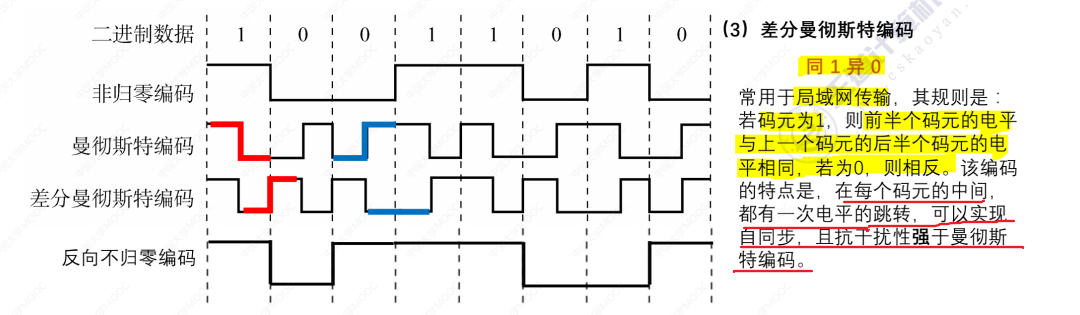 二进制数据 1 0 0 1 1 0 1 0
非归零编码
曼彻斯特编码
差分曼彻斯特编码
反向不归零编码
(3) 差分曼彻斯特编码
同1异0
常用于局域网传输，其规则是：
若码元为1，则前半个码元的电平
与上一个码元的后半个码元的电
平相同，若为0，则相反。该编码
的特点是，在每个码元的中间，
都有一次电平的跳转，可以实现
自同步，且抗干扰性强于曼彻斯
特编码。
cskaoyan.